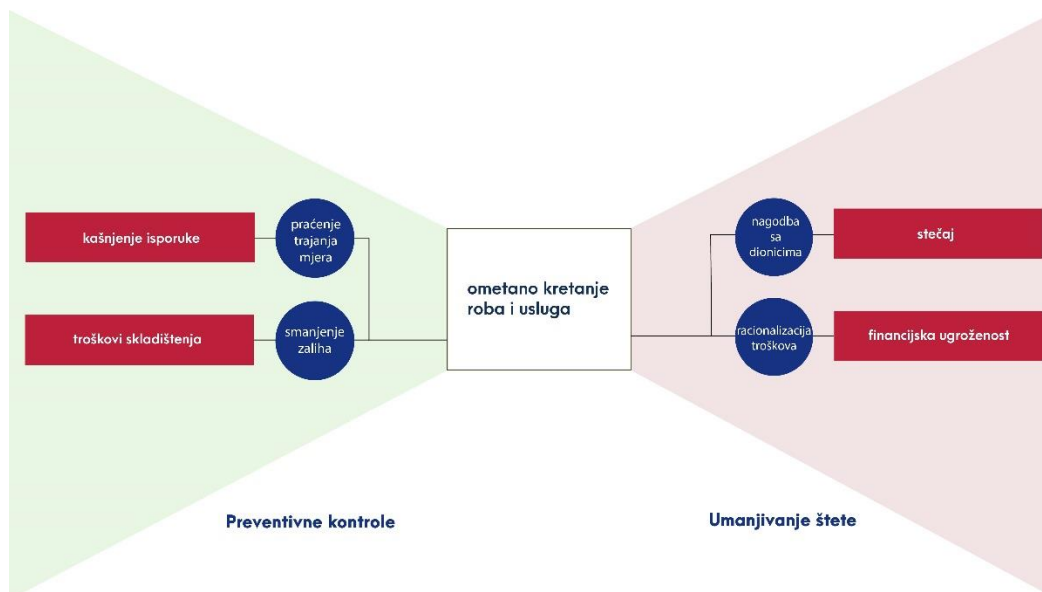 kašnjenje isporuke
praćenje
trajanja
mjera
troškovi skladištenja
smanjenje
zaliha
ometano kretanje
roba i usluga
nagodba
sa
dionicima
stečaj
racionalizacija
troškova
financijska ugroženost
Preventivne kontrole
Umanjivanje štete